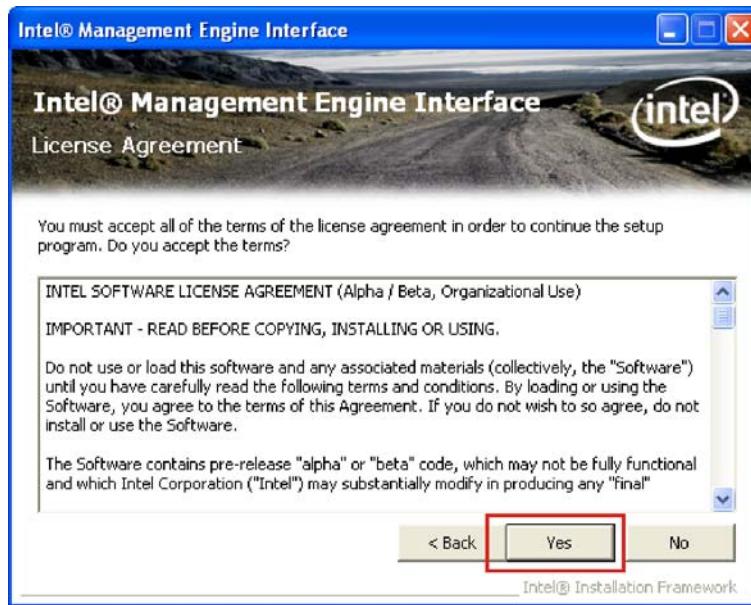 Intel® Management Engine Interface
Intel® Management Engine Interface
intel
License Agreement
You must accept all of the terms of the license agreement in order to continue the setup
program. Do you accept the terms?
INTEL SOFTWARE LICENSE AGREEMENT (Alpha / Beta, Organizational Use)
IMPORTANT - READ BEFORE COPYING, INSTALLING OR USING.
Do not use or load this software and any associated materials (collectively, the "Software")
until you have carefully read the following terms and conditions. By loading or using the
Software, you agree to the terms of this Agreement. If you do not wish to so agree, do not
install or use the Software.
The Software contains pre-release "alpha" or "beta" code, which may not be fully functional
and which Intel Corporation ("Intel") may substantially modify in producing any "final"
< Back Yes No
Intel® Installation Framework